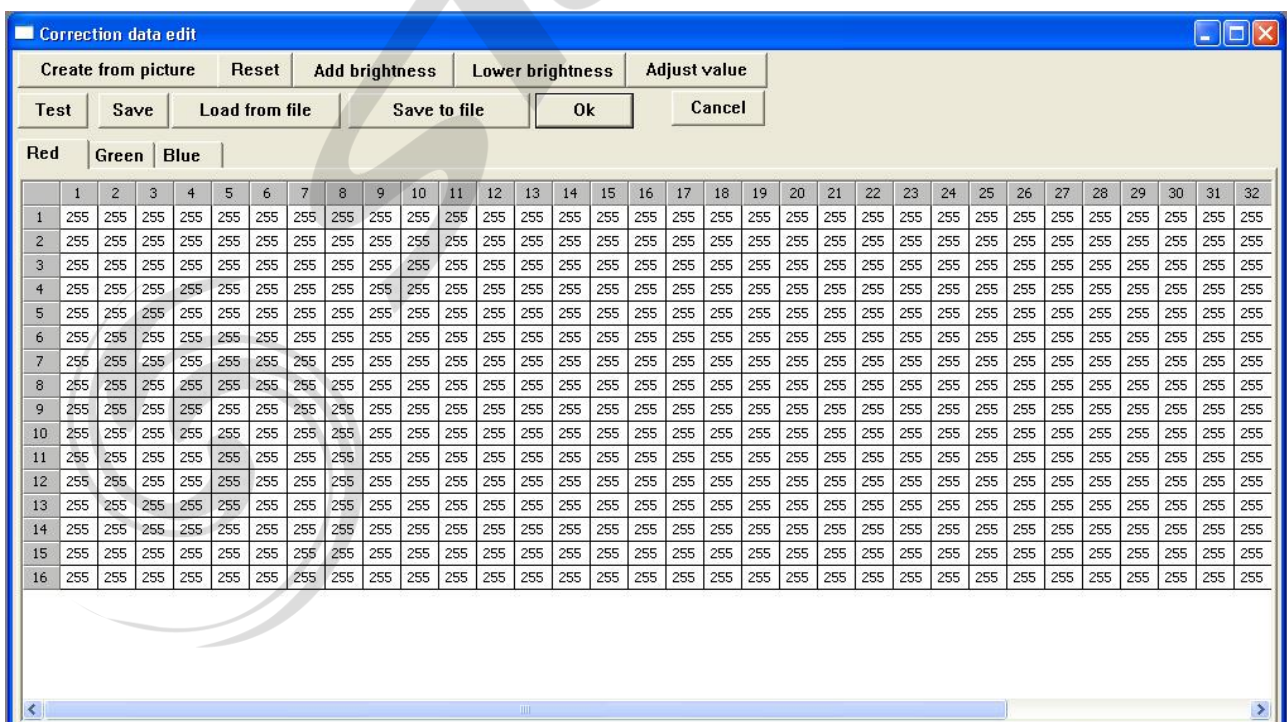 Correction data edit
Create from picture Reset Add brightness Lower brightness Adjust value
Test Save Load from file Save to file Ok Cancel
Red Green Blue
1 2 3 4 5 6 7 8 9 10 11 12 13 14 15 16 17 18 19 20 21 22 23 24 25 26 27 28 29 30 31 32
1 255 255 255 255 255 255 255 255 255 255 255 255 255 255 255 255 255 255 255 255 255 255 255 255 255 255 255 255 255 255 255 255
2 255 255 255 255 255 255 255 255 255 255 255 255 255 255 255 255 255 255 255 255 255 255 255 255 255 255 255 255 255 255 255 255
3 255 255 255 255 255 255 255 255 255 255 255 255 255 255 255 255 255 255 255 255 255 255 255 255 255 255 255 255 255 255 255 255
4 255 255 255 255 255 255 255 255 255 255 255 255 255 255 255 255 255 255 255 255 255 255 255 255 255 255 255 255 255 255 255 255
5 255 255 255 255 255 255 255 255 255 255 255 255 255 255 255 255 255 255 255 255 255 255 255 255 255 255 255 255 255 255 255 255
6 255 255 255 255 255 255 255 255 255 255 255 255 255 255 255 255 255 255 255 255 255 255 255 255 255 255 255 255 255 255 255 255
7 255 255 255 255 255 255 255 255 255 255 255 255 255 255 255 255 255 255 255 255 255 255 255 255 255 255 255 255 255 255 255 255
8 255 255 255 255 255 255 255 255 255 255 255 255 255 255 255 255 255 255 255 255 255 255 255 255 255 255 255 255 255 255 255 255
9 255 255 255 255 255 255 255 255 255 255 255 255 255 255 255 255 255 255 255 255 255 255 255 255 255 255 255 255 255 255 255 255
10 255 255 255 255 255 255 255 255 255 255 255 255 255 255 255 255 255 255 255 255 255 255 255 255 255 255 255 255 255 255 255 255
11 255 255 255 255 255 255 255 255 255 255 255 255 255 255 255 255 255 255 255 255 255 255 255 255 255 255 255 255 255 255 255 255
12 255 255 255 255 255 255 255 255 255 255 255 255 255 255 255 255 255 255 255 255 255 255 255 255 255 255 255 255 255 255 255 255
13 255 255 255 255 255 255 255 255 255 255 255 255 255 255 255 255 255 255 255 255 255 255 255 255 255 255 255 255 255 255 255 255
14 255 255 255 255 255 255 255 255 255 255 255 255 255 255 255 255 255 255 255 255 255 255 255 255 255 255 255 255 255 255 255 255
15 255 255 255 255 255 255 255 255 255 255 255 255 255 255 255 255 255 255 255 255 255 255 255 255 255 255 255 255 255 255 255 255
16 255 255 255 255 255 255 255 255 255 255 255 255 255 255 255 255 255 255 255 255 255 255 255 255 255 255 255 255 255 255 255 255